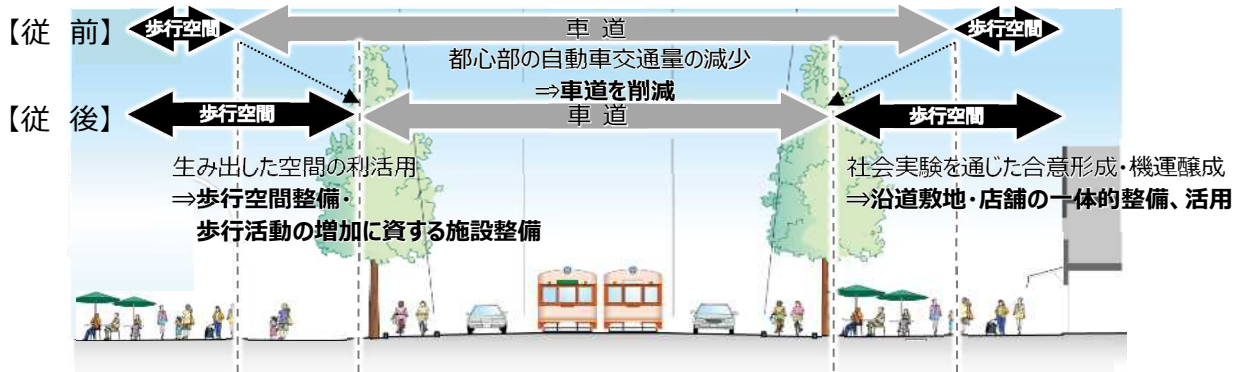 【従 前】 歩行空間 車 道 歩行空間
都心部の自動車交通量の減少
⇒車道を削減
【従 後】 歩行空間 車 道 歩行空間
生み出した空間の利活用
⇒歩行空間整備・
歩行活動の増加に資する施設整備
社会実験を通じた合意形成・機運醸成
⇒沿道敷地・店舗の一体的整備、活用